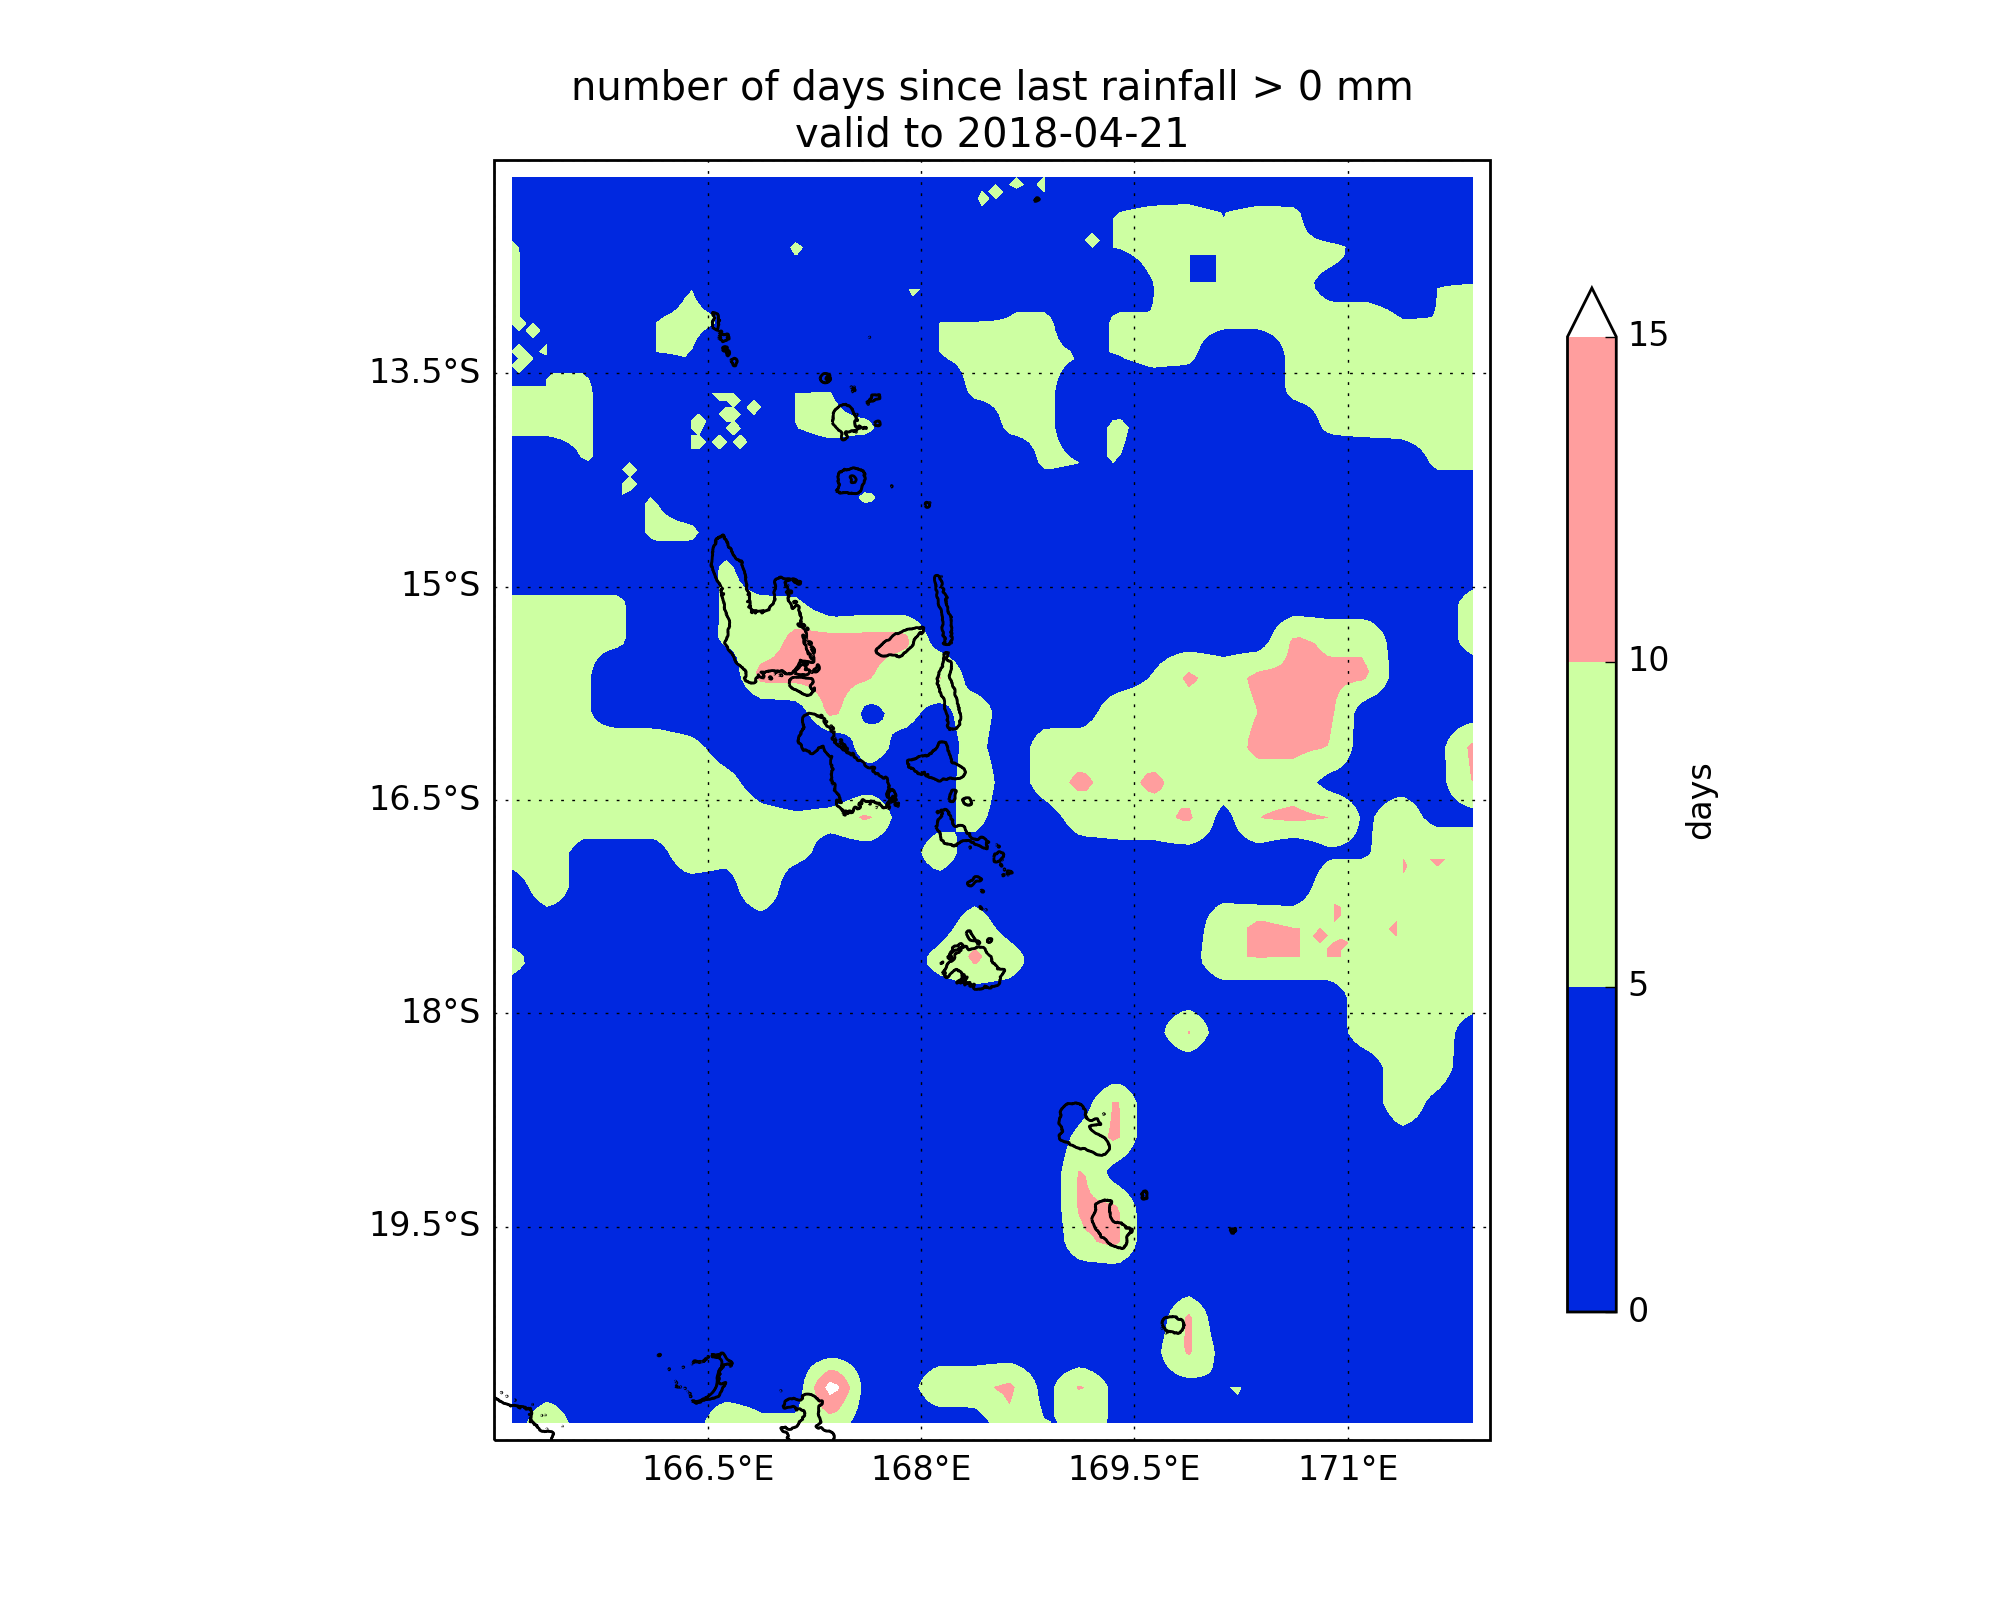 number of days since last rainfall > 0 mm
valid to 2018-04-21
13.5°S
15°S
16.5°S
18°S
19.5°S
166.5°E
168°E
169.5°E
171°E
15
10
5
0
days